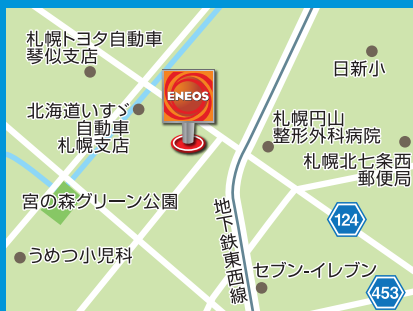 札幌トヨタ自動車
琴似支店
日新小
ENEOS
北海道いすゞ
自動車
札幌支店
札幌円山
整形外科病院
札幌北七条西
郵便局
宮の森グリーン公園
124
地下鉄東西線
うめつ小児科
セブン-イレブン
453